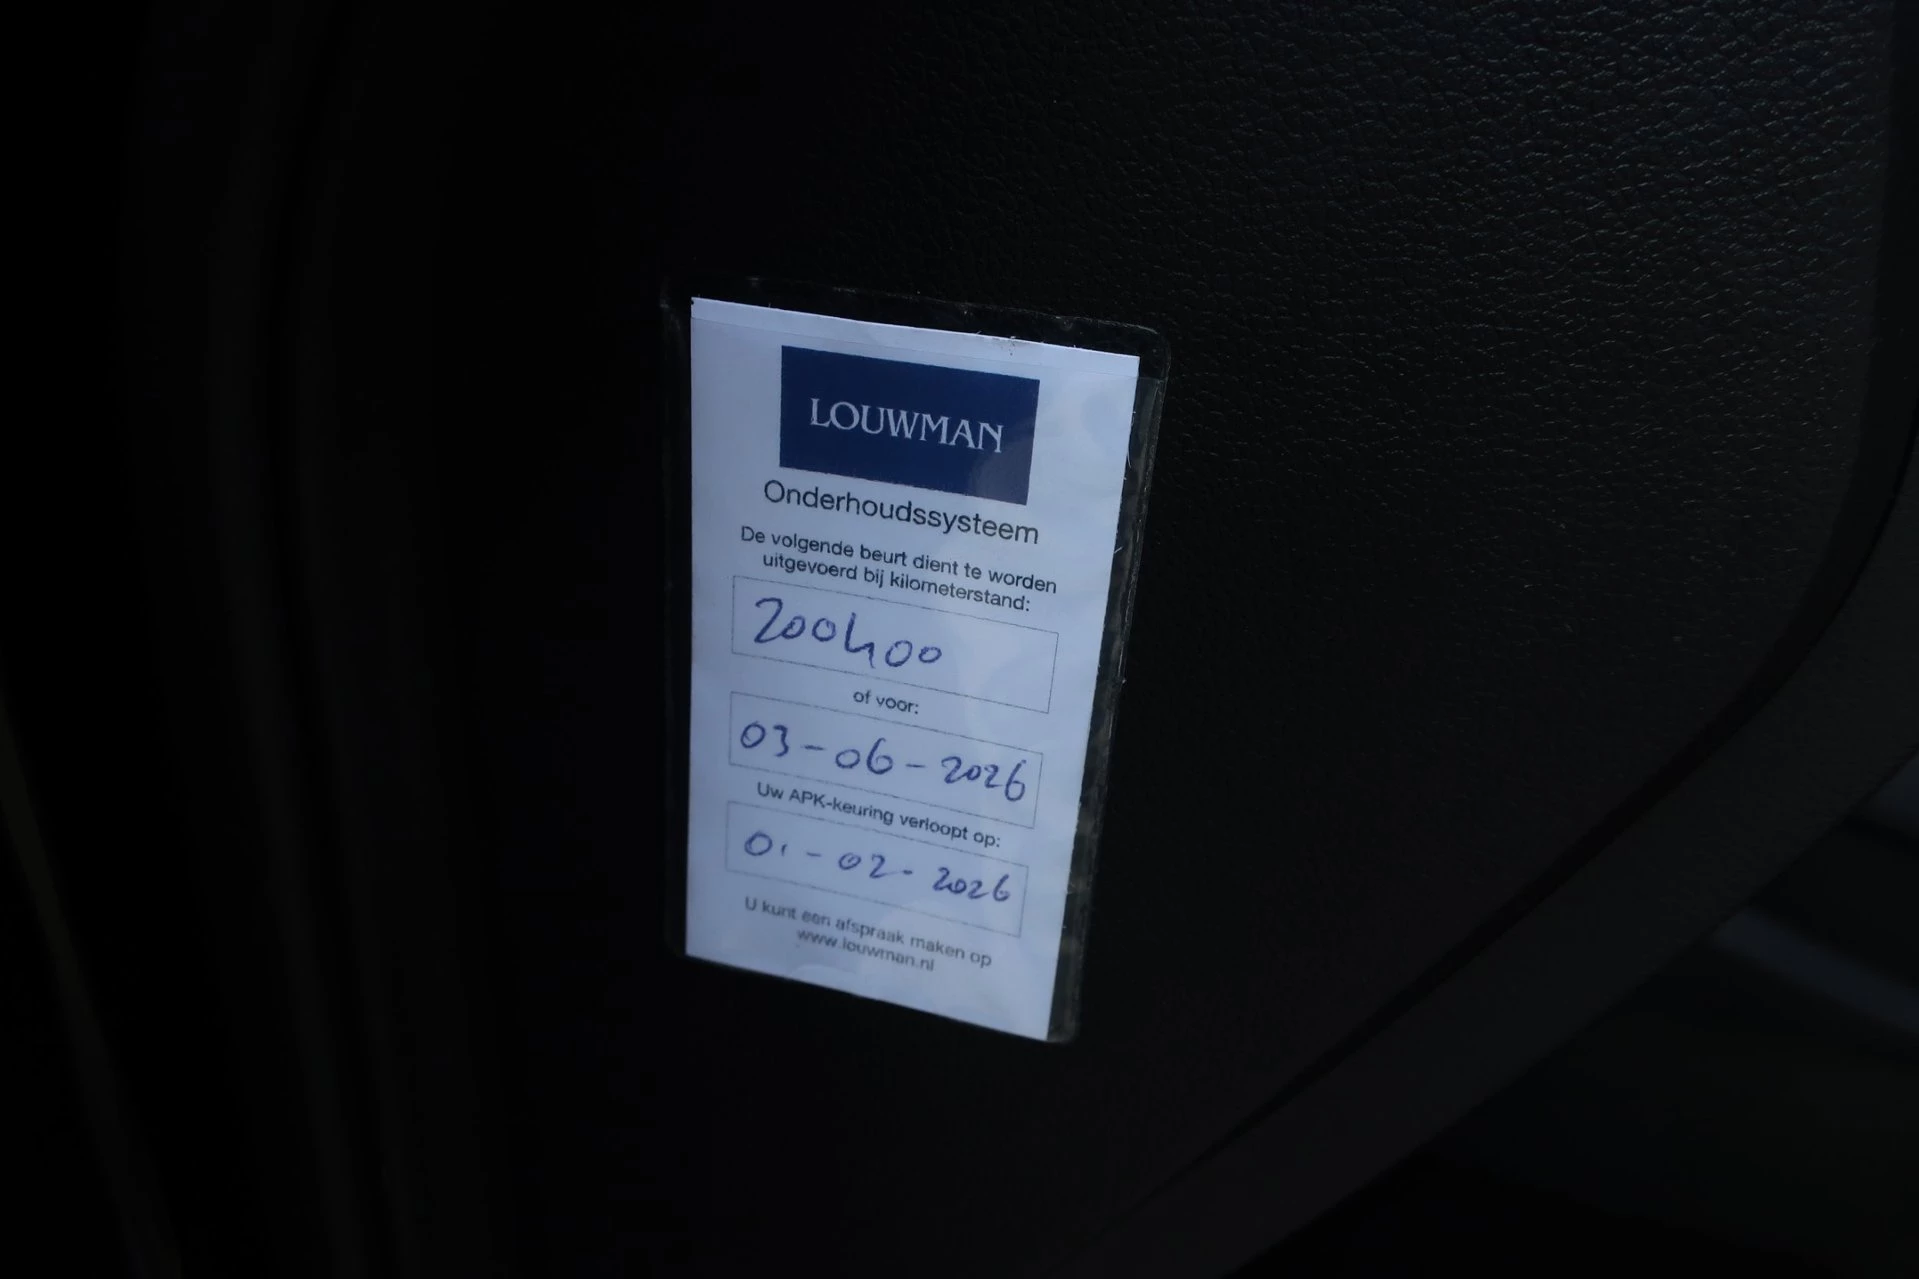 LOUWMAN
Onderhoudssysteem
De volgende beurt dient te worden
uitgevoerd bij kilometerstand:
200400
of voor:
03-06-2026
Uw APK-keuring verloopt op:
01-02-2026
U kunt een afspraak maken op
www.louwman.nl